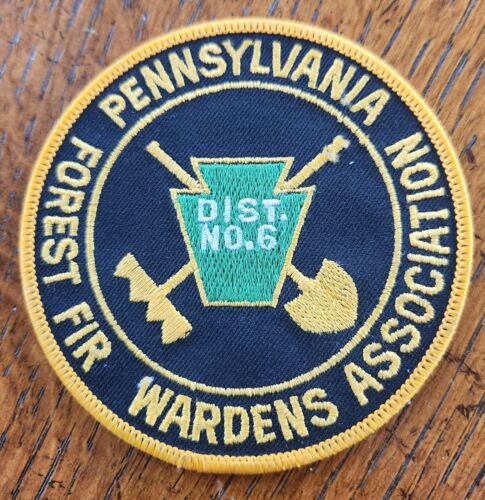 PENNSYLVANIA
FOREST FIR WARDENS ASSOCIATION
DIST.
NO.6